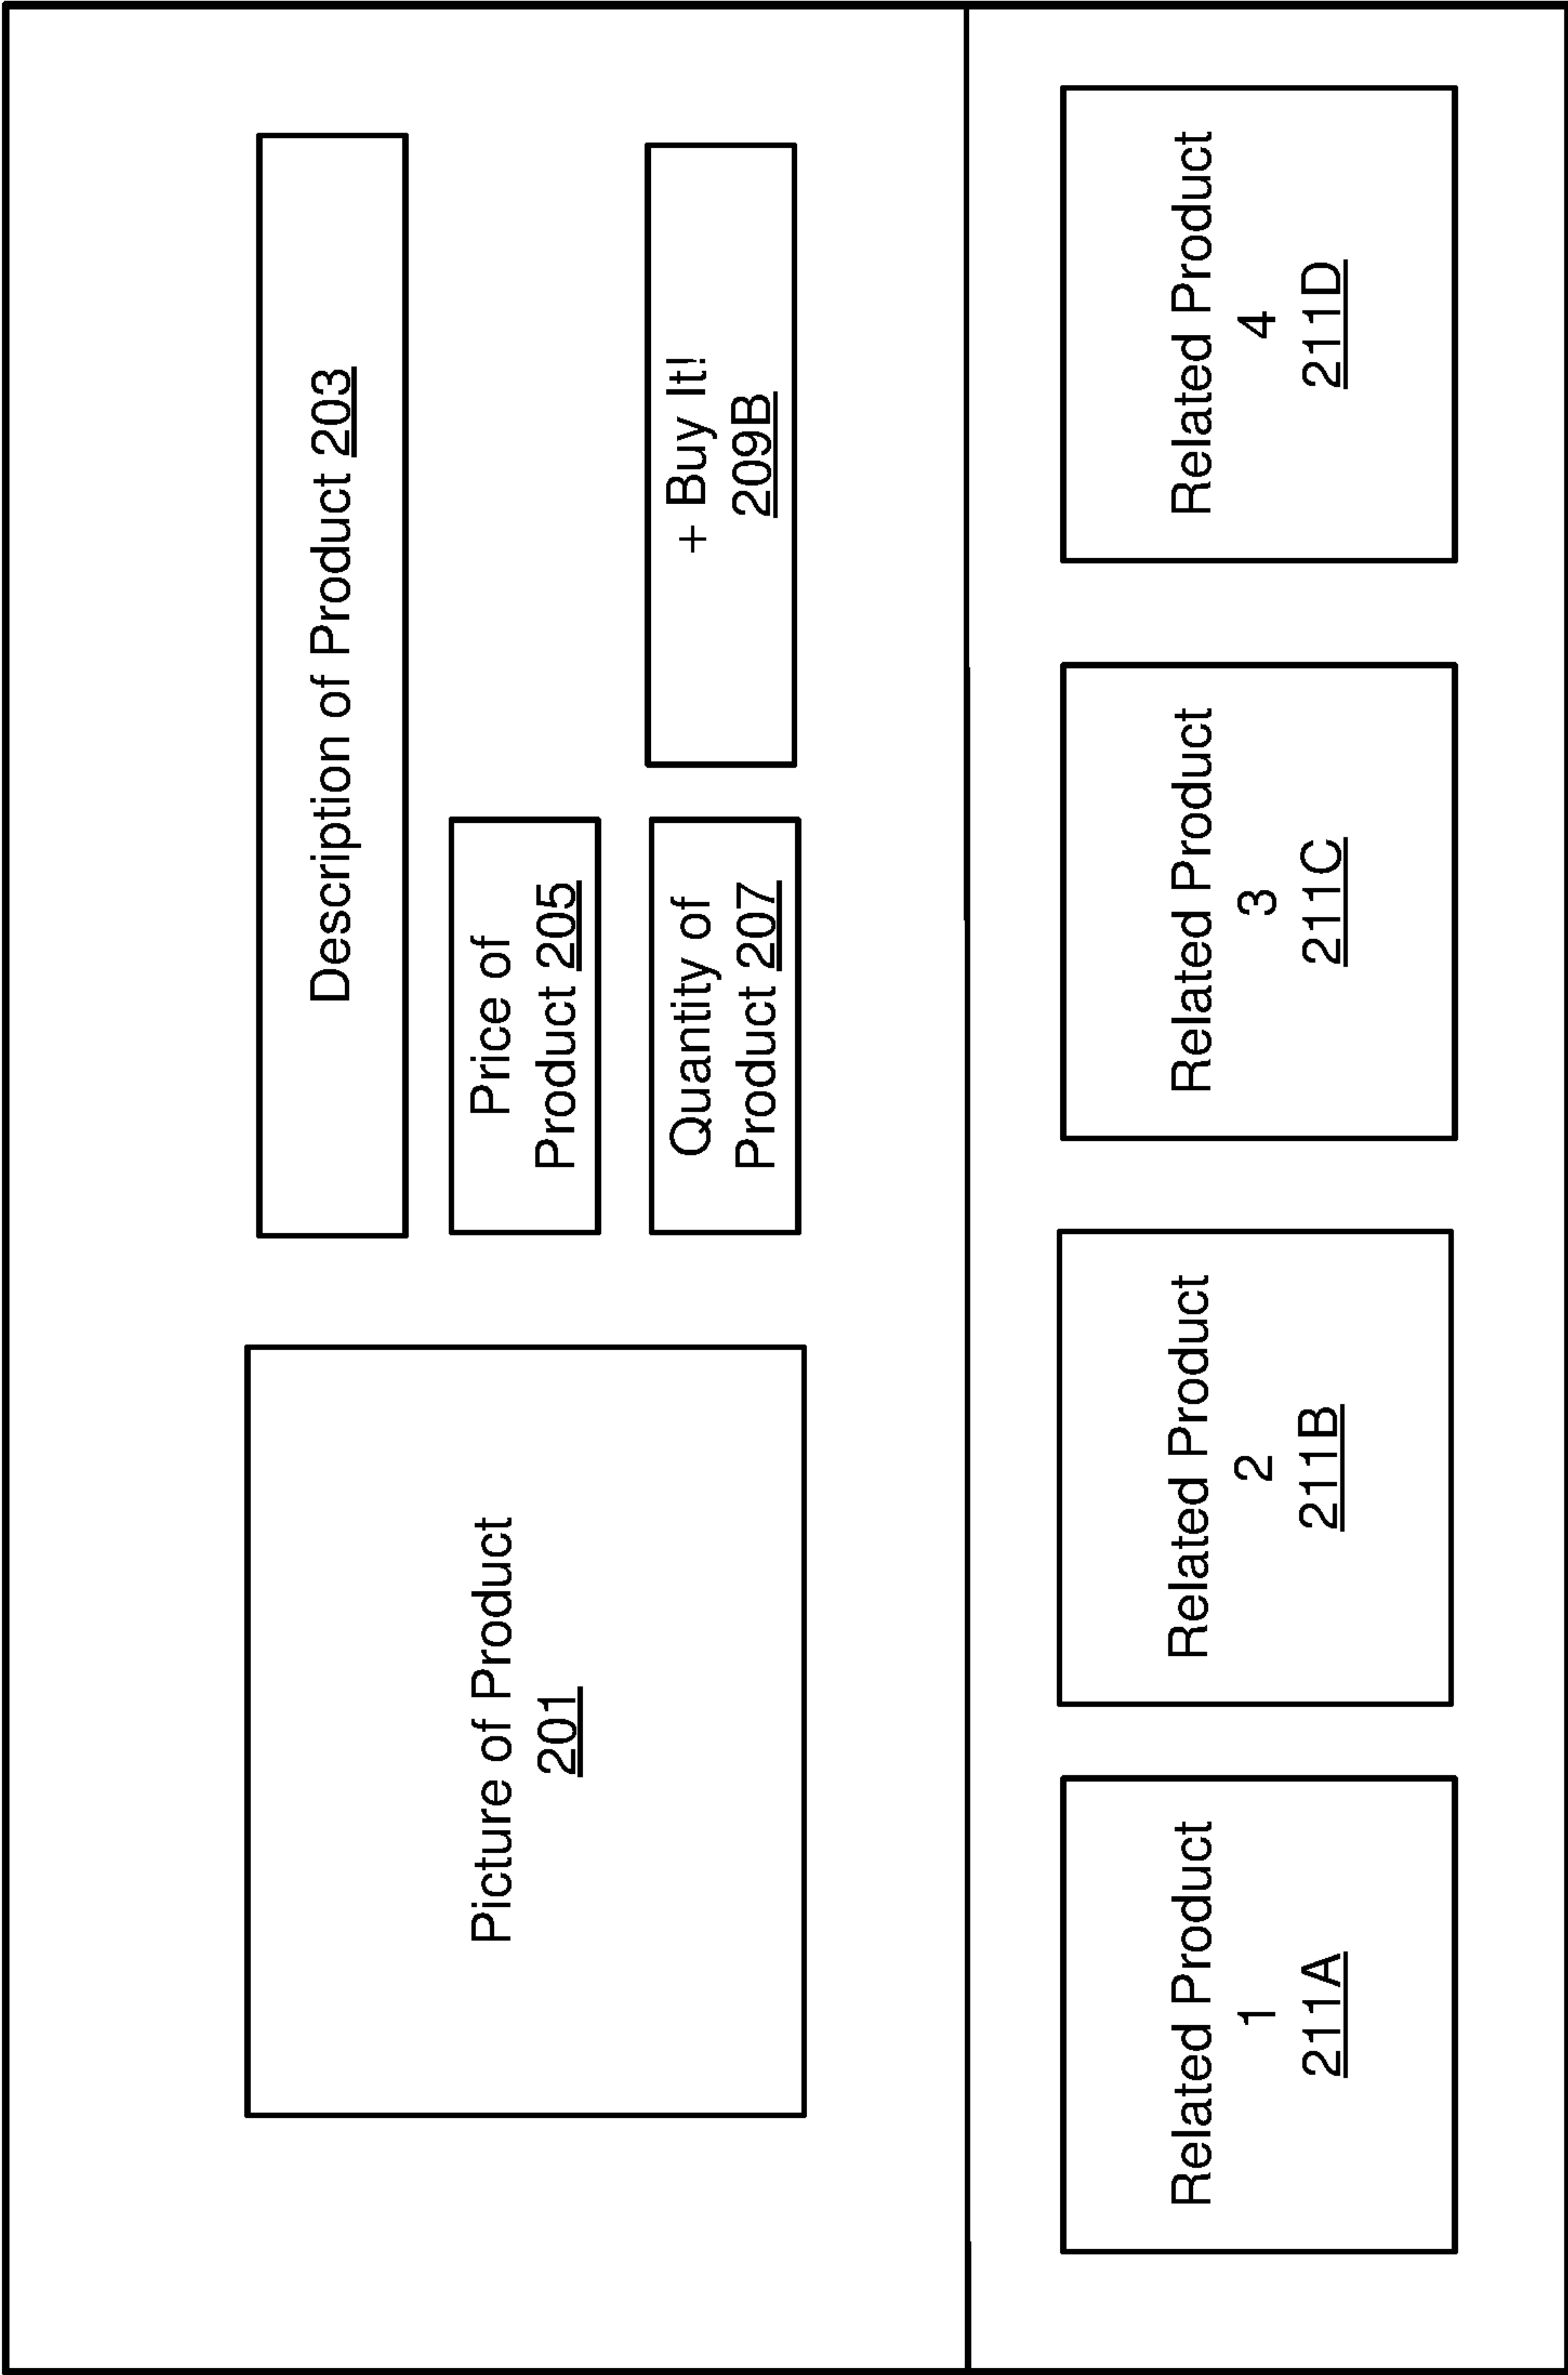 Picture of Product
201
Description of Product 203
Price of
Product 205
Quantity of
Product 207
+ Buy It!
209B
Related Product
1
211A
Related Product
2
211B
Related Product
3
211C
Related Product
4
211D